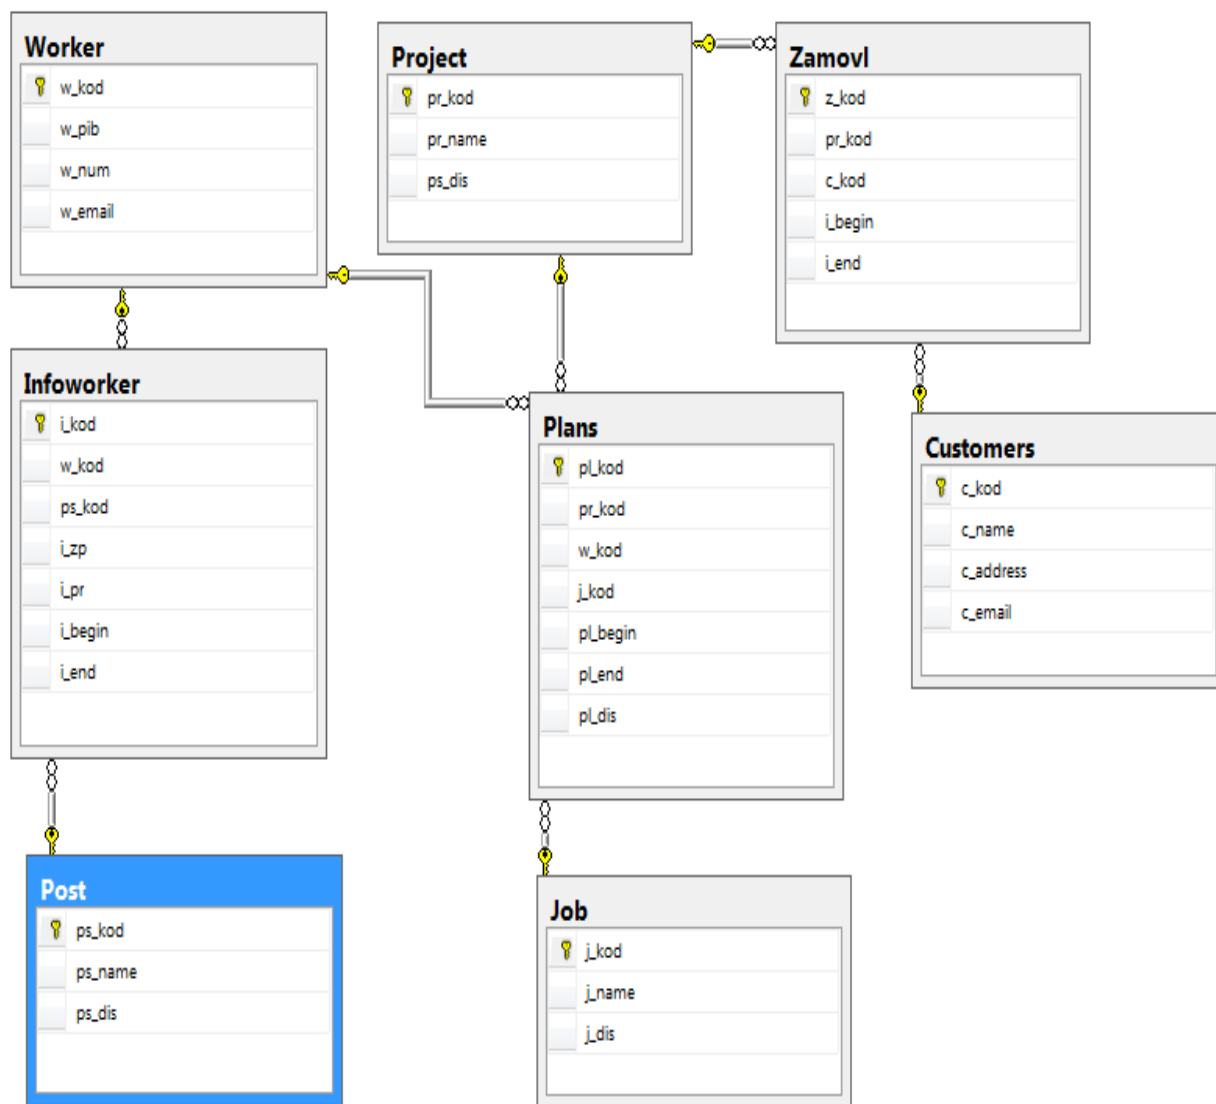 Worker
w_kod
w_pib
w_num
w_email
Project
pr_kod
pr_name
ps_dis
Zamovl
z_kod
pr_kod
c_kod
i_begin
i_end
Infoworker
i_kod
w_kod
ps_kod
i_zp
i_pr
i_begin
i_end
Plans
pl_kod
pr_kod
w_kod
j_kod
pl_begin
pl_end
pl_dis
Customers
c_kod
c_name
c_address
c_email
Post
ps_kod
ps_name
ps_dis
Job
j_kod
j_name
j_dis